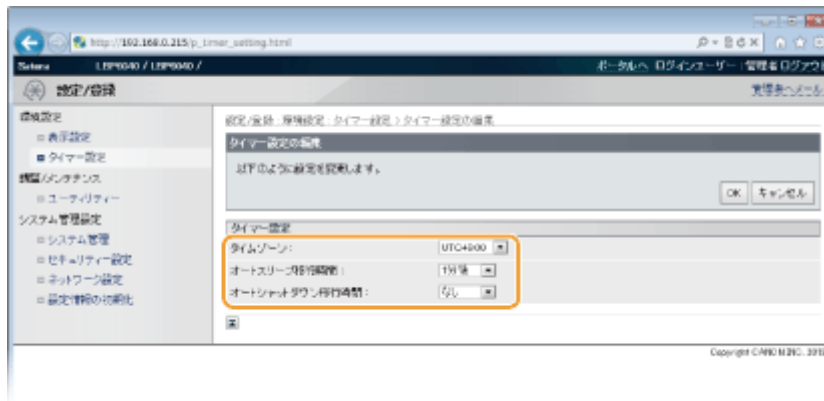 http://192.168.0.215/p_timer_setting.html
Satera LBP6040 / LBP6040 /
ポータルへ ログインユーザー: 管理者 ログアウト
設定/登録
管理者へメール
環境設定
表示設定
タイマー設定
調整/メンテナンス
ユーティリティー
システム管理設定
システム管理
セキュリティー設定
ネットワーク設定
設定情報の初期化
設定/登録 : 環境設定 : タイマー設定 > タイマー設定の編集
タイマー設定の編集
以下のように設定を変更します。
OK キャンセル
タイマー設定
タイムゾーン :
オートスリープ移行時間 : 1分後
オートシャットダウン移行時間 : なし
Copyright CANON INC. 201